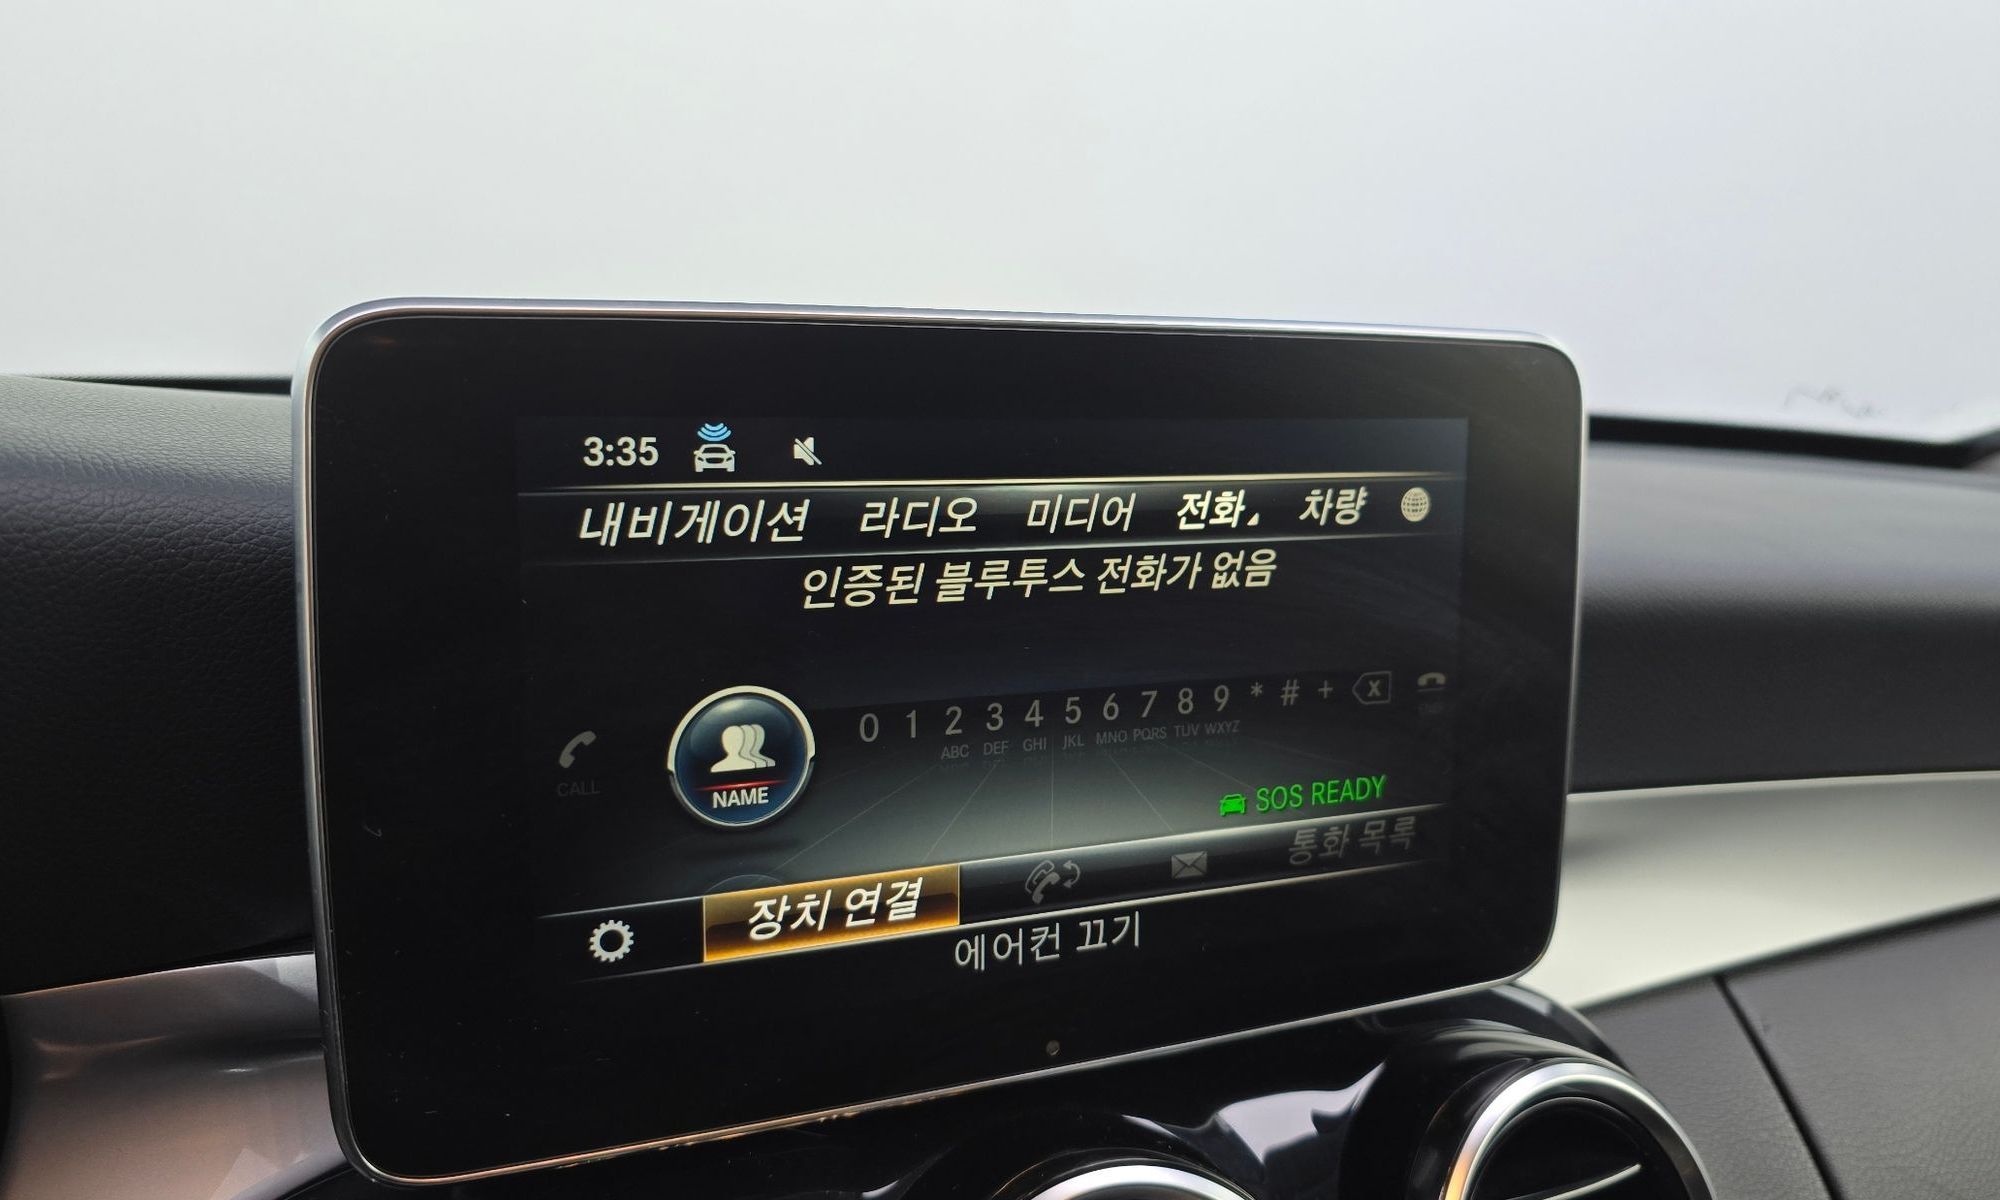 3:35
내비게이션 라디오 미디어 전화 차량
인증된 블루투스 전화가 없음
0 1 2 3 4 5 6 7 8 9 * # +
ABC DEF GHI JKL MNO PQRS TUV WXYZ
CALL
NAME
SOS READY
장치 연결 통화 목록
에어컨 끄기